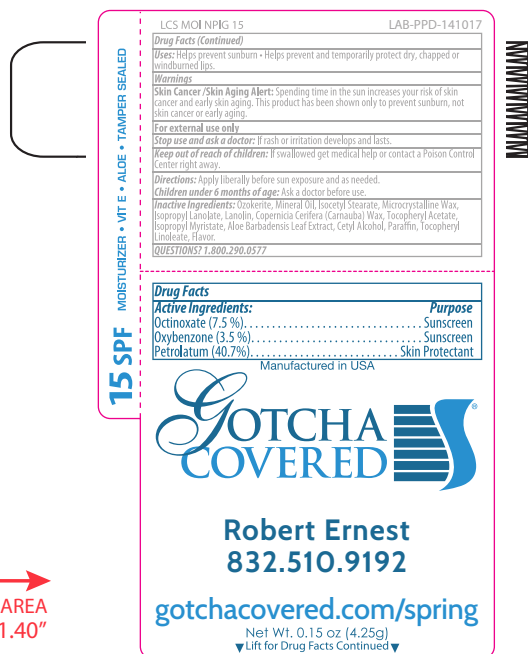 LCS MOI NPIG 15
LAB-PPD-141017
Drug Facts (Continued)
Uses: Helps prevent sunburn • Helps prevent and temporarily protect dry, chapped or
windburned lips.
Warnings
Skin Cancer /Skin Aging Alert: Spending time in the sun increases your risk of skin
cancer and early skin aging. This product has been shown only to prevent sunburn, not
skin cancer or early aging.
For external use only
Stop use and ask a doctor: If rash or irritation develops and lasts.
Keep out of reach of children: If swallowed get medical help or contact a Poison Control
Center right away.
Directions: Apply liberally before sun exposure and as needed.
Children under 6 months of age: Ask a doctor before use.
Inactive Ingredients: Ozokerite, Mineral Oil, Isocetyl Stearate, Microcrystalline Wax,
Isopropyl Lanolate, Lanolin, Copernicia Cerifera (Carnauba) Wax, Tocopheryl Acetate,
Isopropyl Myristate, Aloe Barbadensis Leaf Extract, Cetyl Alcohol, Paraffin, Tocopheryl
Linoleate, Flavor.
QUESTIONS? 1.800.290.0577
15 SPF MOISTURIZER • VIT E • ALOE • TAMPER SEALED
Drug Facts
Active Ingredients: Purpose
Octinoxate (7.5 %)............................Sunscreen
Oxybenzone (3.5 %)...........................Sunscreen
Petrolatum (40.7%).......................Skin Protectant
Manufactured in USA
GOTCHA
COVERED
®
Robert Ernest
832.510.9192
gotchacovered.com/spring
Net Wt. 0.15 oz (4.25g)
▼Lift for Drug Facts Continued▼
AREA
1.40”